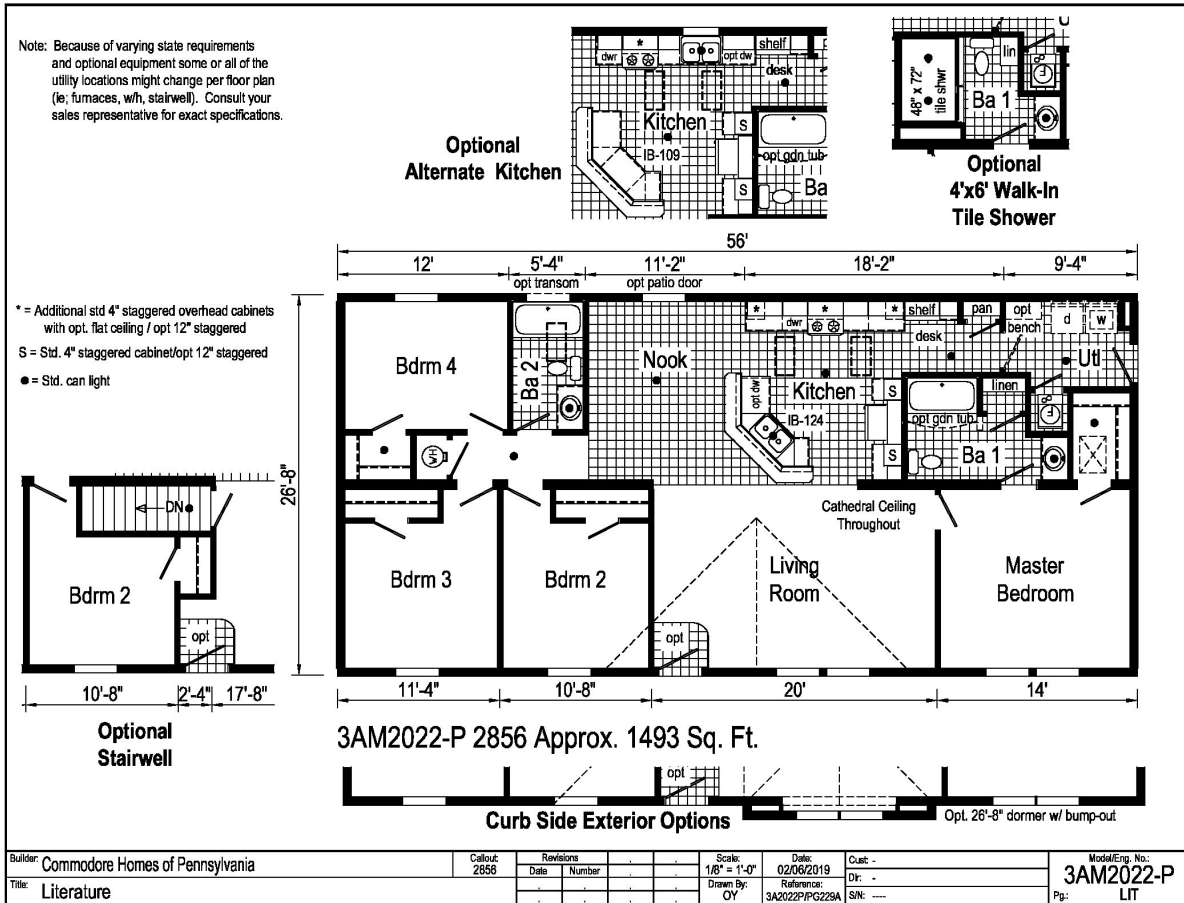 Note: Because of varying state requirements
and optional equipment some or all of the
utility locations might change per floor plan
(ie; furnaces, w/h, stairwell). Consult your
sales representative for exact specifications.
Optional
Alternate Kitchen
dwr
*
opt dw
shelf
desk
Kitchen
IB-109
S
S
opt gdn tub
Ba
48" x 72"
tile shwr
lin
Ba 1
F
Optional
4'x6' Walk-In
Tile Shower
56'
12'
5'-4"
11'-2"
18'-2"
9'-4"
opt transom
opt patio door
* = Additional std 4" staggered overhead cabinets
with opt. flat ceiling / opt 12" staggered
S = Std. 4" staggered cabinet/opt 12" staggered
● = Std. can light
26'-8"
Bdrm 4
Ba 2
Nook
*
*
*
dwr
shelf
pan
opt
bench
d
w
desk
Utl
Kitchen
opt dw
IB-124
S
S
linen
opt gdn tub
Ba 1
F
x
WH
Bdrm 3
Bdrm 2
Living
Room
Cathedral Ceiling
Throughout
Master
Bedroom
opt
DN
Bdrm 2
opt
10'-8"
2'-4"
17'-8"
Optional
Stairwell
11'-4"
10'-8"
20'
14'
3AM2022-P 2856 Approx. 1493 Sq. Ft.
opt
Curb Side Exterior Options
Opt. 26'-8" dormer w/ bump-out
Builder: Commodore Homes of Pennsylvania
Title: Literature
Callout:
2856
Revisions
Date Number
Scale:
1/8" = 1'-0"
Drawn By:
OY
Date:
02/06/2019
Reference:
3A2022P/PG229A
Cust: -
Dir: -
S/N: ----
Model/Eng. No.:
3AM2022-P
Pg.: LIT